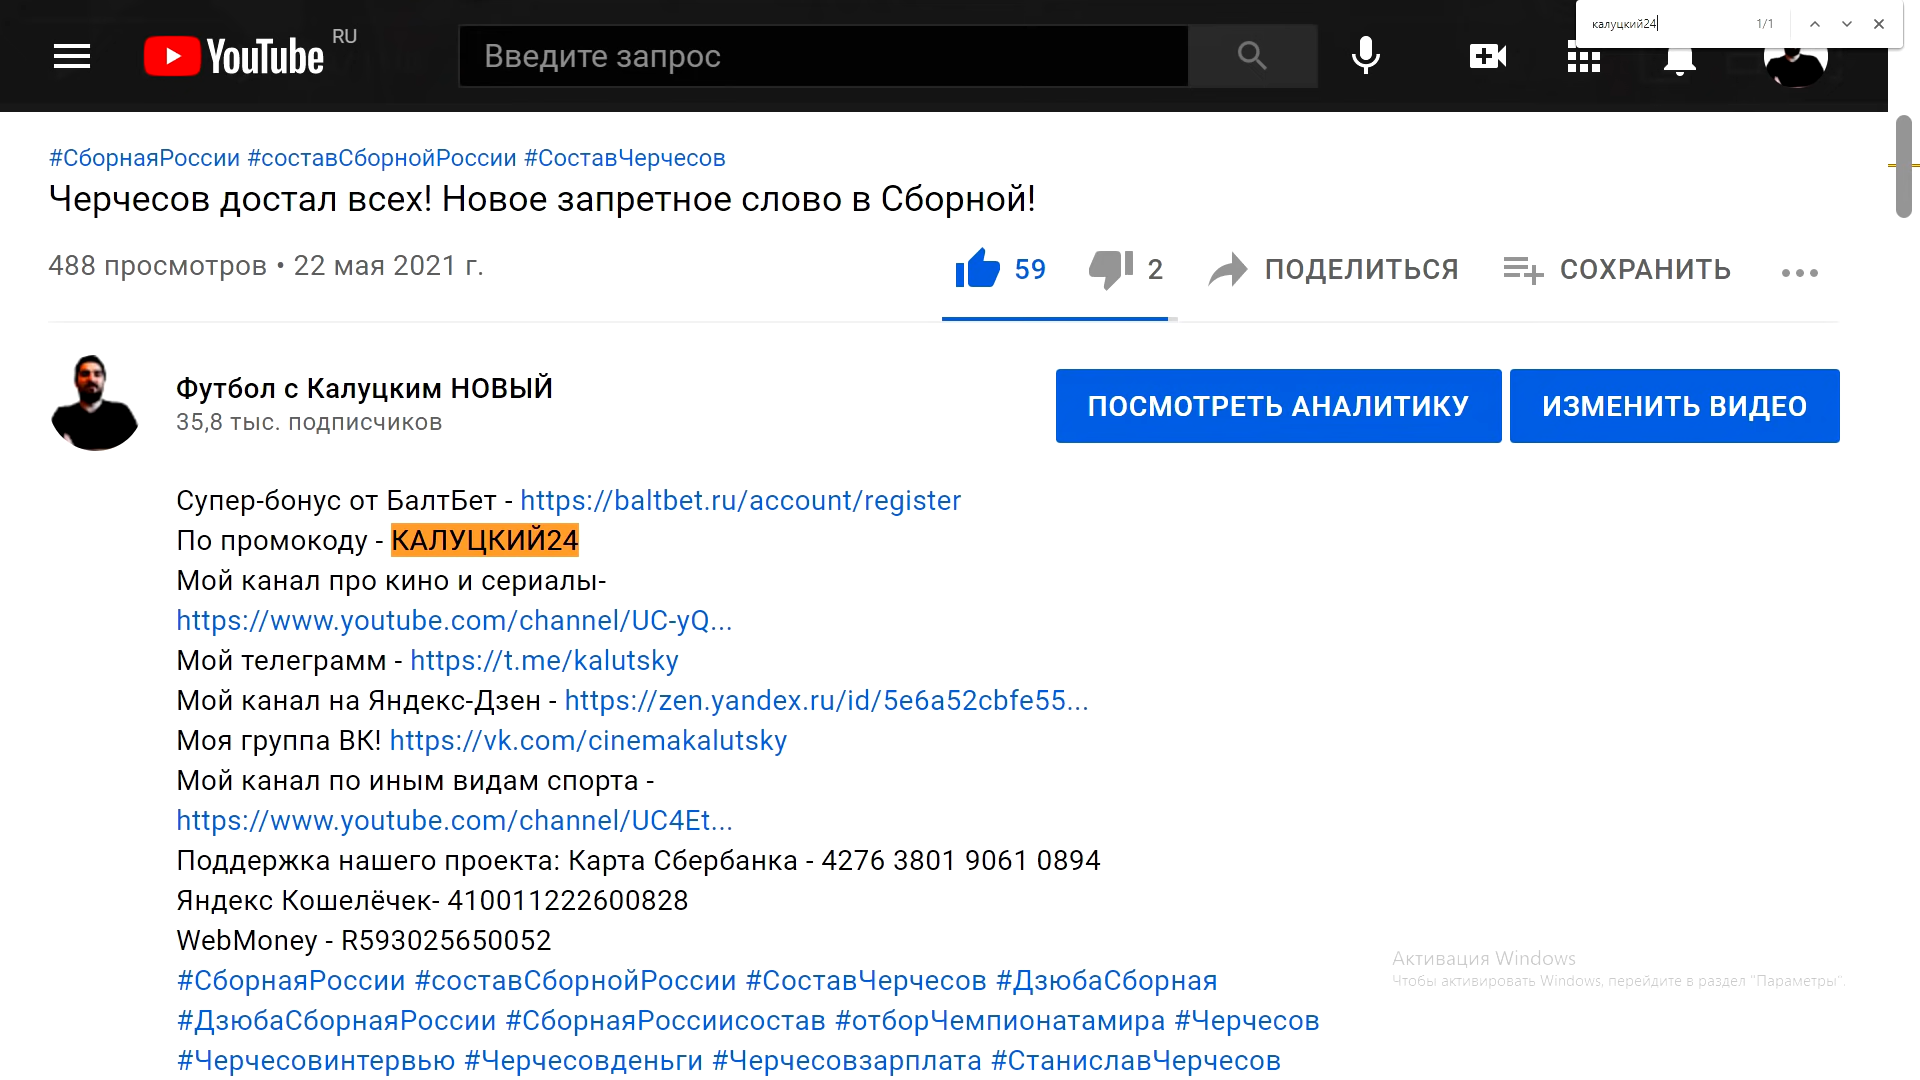 калуцкий24
1/1
YouTube RU
Введите запрос
#СборнаяРоссии #составСборнойРоссии #СоставЧерчесов
Черчесов достал всех! Новое запретное слово в Сборной!
488 просмотров • 22 мая 2021 г.
59
2
ПОДЕЛИТЬСЯ
СОХРАНИТЬ
Футбол с Калуцким НОВЫЙ
35,8 тыс. подписчиков
ПОСМОТРЕТЬ АНАЛИТИКУ
ИЗМЕНИТЬ ВИДЕО
Супер-бонус от БалтБет - https://baltbet.ru/account/register
По промокоду - КАЛУЦКИЙ24
Мой канал про кино и сериалы-
https://www.youtube.com/channel/UC-yQ...
Мой телеграмм - https://t.me/kalutsky
Мой канал на Яндекс-Дзен - https://zen.yandex.ru/id/5e6a52cbfe55...
Моя группа ВК! https://vk.com/cinemakalutsky
Мой канал по иным видам спорта -
https://www.youtube.com/channel/UC4Et...
Поддержка нашего проекта: Карта Сбербанка - 4276 3801 9061 0894
Яндекс Кошелёчек- 410011222600828
WebMoney - R593025650052
#СборнаяРоссии #составСборнойРоссии #СоставЧерчесов #ДзюбаСборная
#ДзюбаСборнаяРоссии #СборнаяРоссиисостав #отборЧемпионатамира #Черчесов
#Черчесовинтервью #Черчесовденьги #Черчесовзарплата #СтаниславЧерчесов
Активация Windows
Чтобы активировать Windows, перейдите в раздел "Параметры".